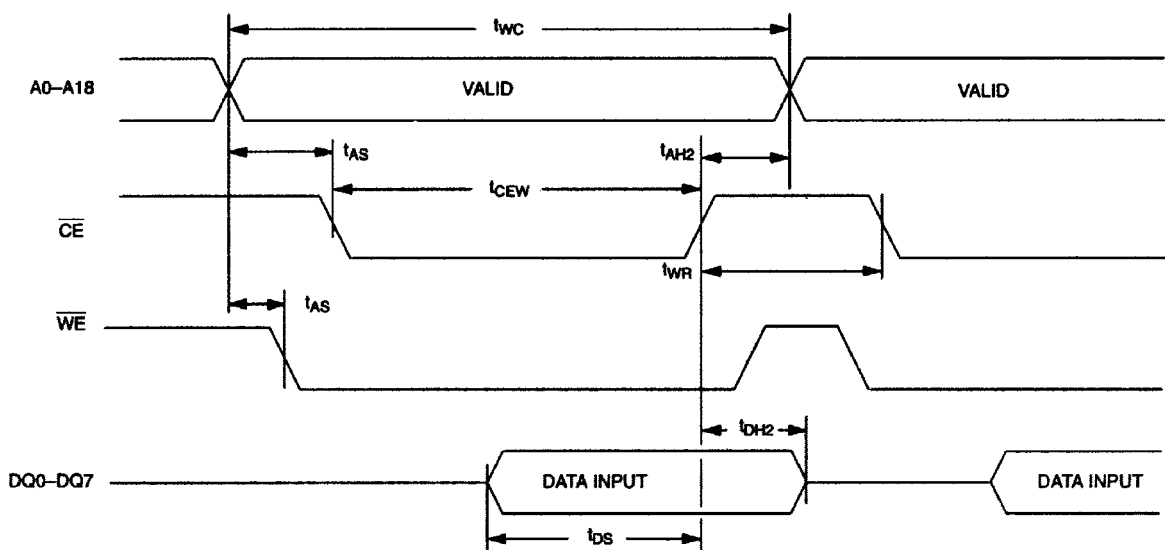 tWC
A0–A18 VALID VALID
tAS tAH2
tCEW
CE
tWR
tAS
WE
tDH2
DQ0–DQ7 DATA INPUT DATA INPUT
tDS